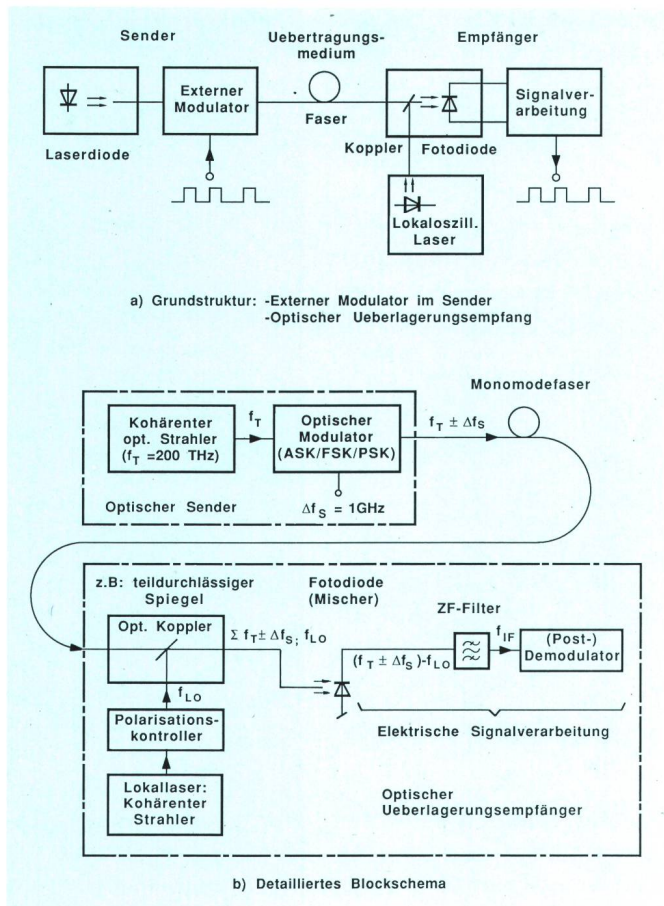 Sender
Uebertragungs-
medium
Empfänger
Externer
Modulator
Signalver-
arbeitung
Laserdiode
Faser
Koppler
Fotodiode
Lokaloszill.
Laser
a) Grundstruktur: -Externer Modulator im Sender
-Optischer Ueberlagerungsempfang
Monomodefaser
Kohärenter
opt. Strahler
(f_T =200 THz)
f_T
Optischer
Modulator
(ASK/FSK/PSK)
f_T ± Δf_S
Optischer Sender
Δf_S = 1GHz
z.B: teildurchlässiger
Spiegel
Fotodiode
(Mischer)
ZF-Filter
Opt. Koppler
Σ f_T ± Δf_S; f_LO
(f_T ± Δf_S)-f_LO
f_IF
(Post-)
Demodulator
f_LO
Polarisations-
kontroller
Elektrische Signalverarbeitung
Lokallaser:
Kohärenter
Strahler
Optischer
Ueberlagerungsempfänger
b) Detailliertes Blockschema